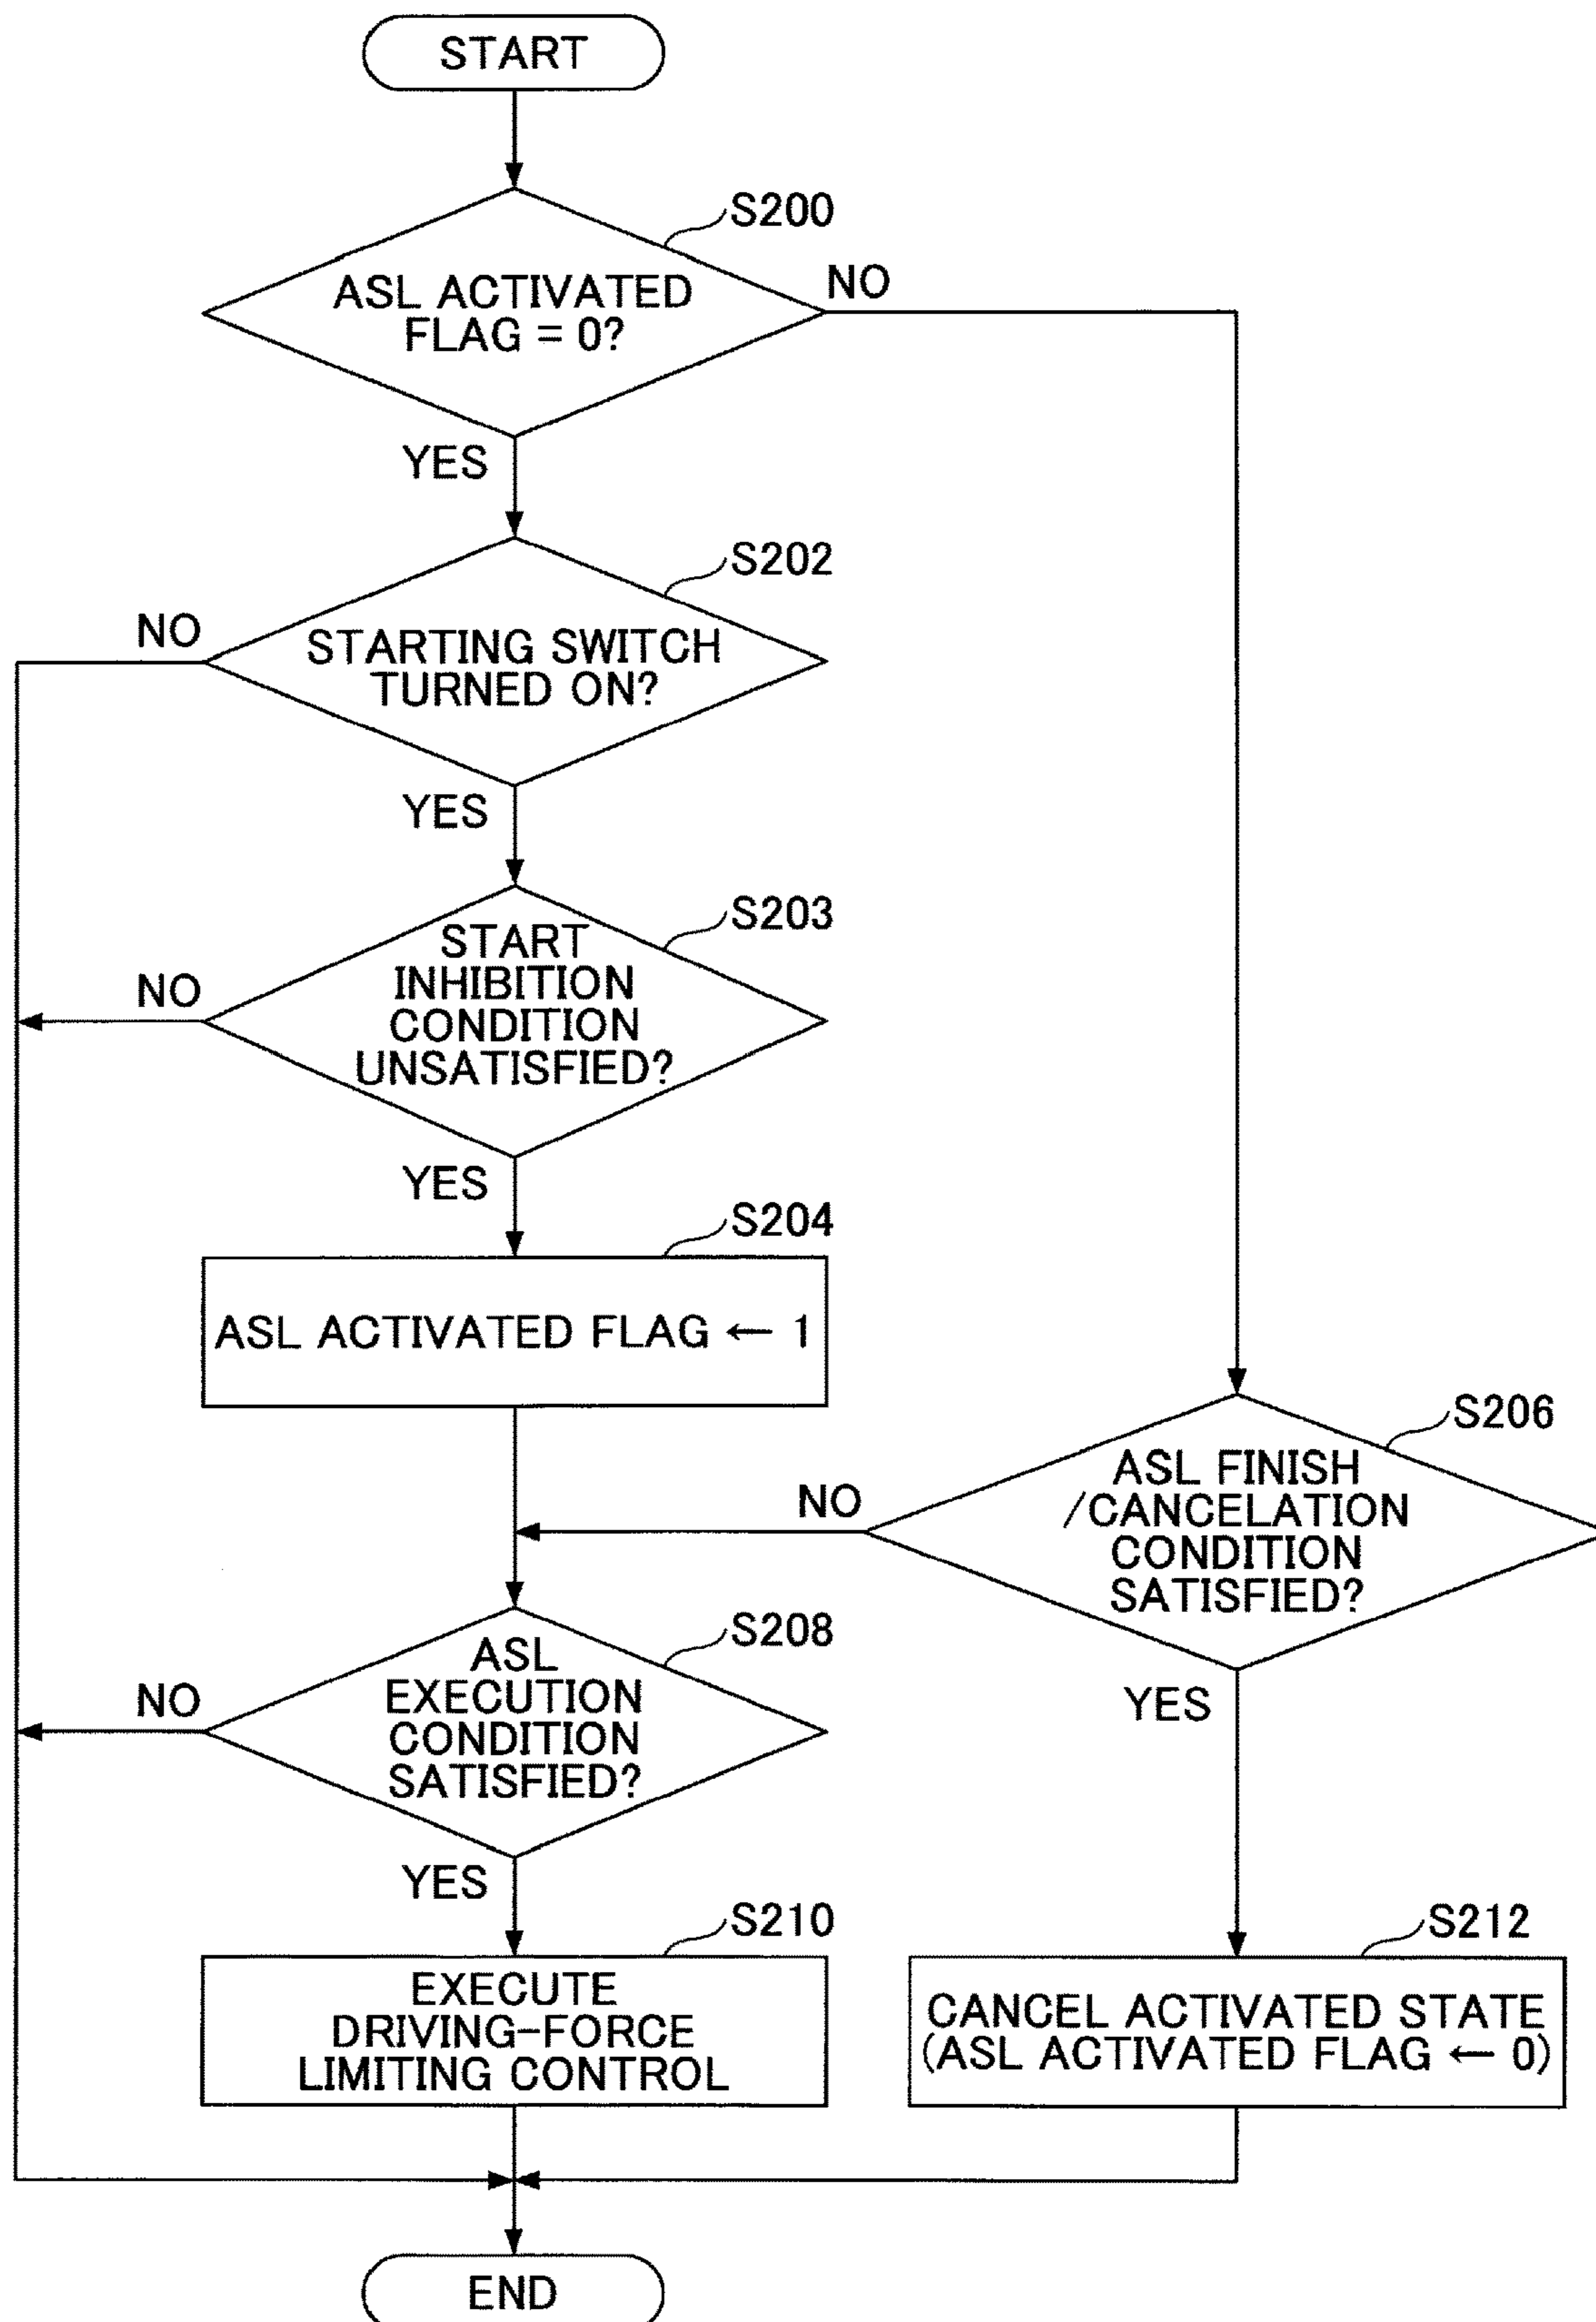 START
S200
ASL ACTIVATED
FLAG = 0?
NO
YES
S202
STARTING SWITCH
TURNED ON?
NO
YES
S203
START
INHIBITION
CONDITION
UNSATISFIED?
NO
YES
S204
ASL ACTIVATED FLAG ← 1
S206
ASL FINISH
/CANCELATION
CONDITION
SATISFIED?
NO
YES
S208
ASL
EXECUTION
CONDITION
SATISFIED?
NO
YES
S210
EXECUTE
DRIVING-FORCE
LIMITING CONTROL
S212
CANCEL ACTIVATED STATE
(ASL ACTIVATED FLAG ← 0)
END